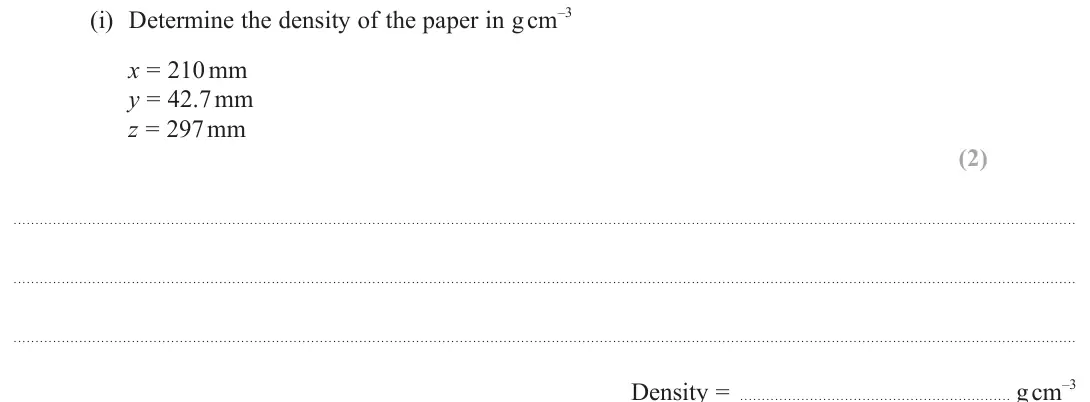 (i) Determine the density of the paper in g cm⁻³
x = 210 mm
y = 42.7 mm
z = 297 mm
(2)
Density = ........................................................ g cm⁻³